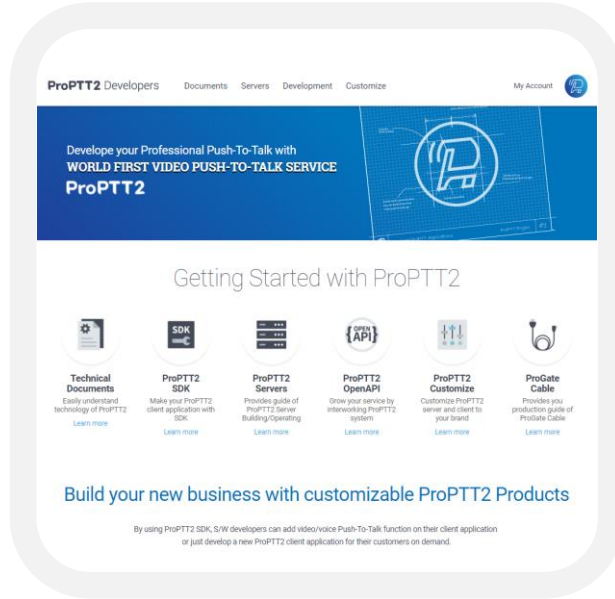 ProPTT2 Developers
Documents Servers Development Customize
My Account
Develope your Professional Push-To-Talk with
WORLD FIRST VIDEO PUSH-TO-TALK SERVICE
ProPTT2
#1
Getting Started with ProPTT2
SDK
{OPEN API}
Technical
Documents
Easily understand
technology of ProPTT2
Learn more
ProPTT2
SDK
Make your ProPTT2
client application with
SDK
Learn more
ProPTT2
Servers
Provides guide of
ProPTT2 Server
Building/Operating
Learn more
ProPTT2
OpenAPI
Grow your service by
interworking ProPTT2
system
Learn more
ProPTT2
Customize
Customize ProPTT2
server and client to
your brand
Learn more
ProGate
Cable
Provides you
production guide of
ProGate Cable
Learn more
Build your new business with customizable ProPTT2 Products
By using ProPTT2 SDK, S/W developers can add video/voice Push-To-Talk function on their client application
or just develop a new ProPTT2 client application for their customers on demand.